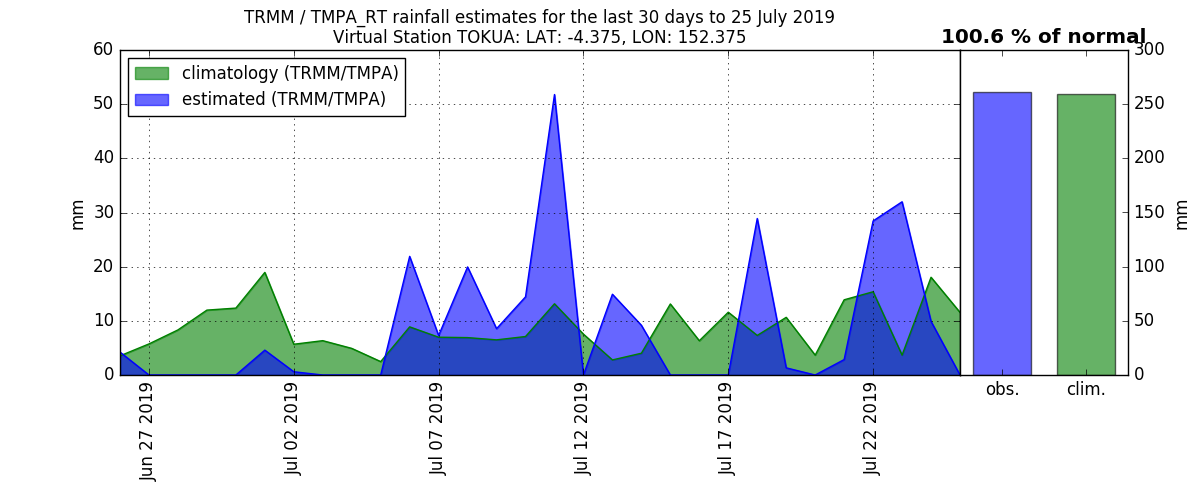 TRMM / TMPA_RT rainfall estimates for the last 30 days to 25 July 2019
Virtual Station TOKUA: LAT: -4.375, LON: 152.375
100.6 % of normal
climatology (TRMM/TMPA)
estimated (TRMM/TMPA)
60
50
40
30
20
10
0
mm
Jun 27 2019
Jul 02 2019
Jul 07 2019
Jul 12 2019
Jul 17 2019
Jul 22 2019
obs.
clim.
300
250
200
150
100
50
0
mm